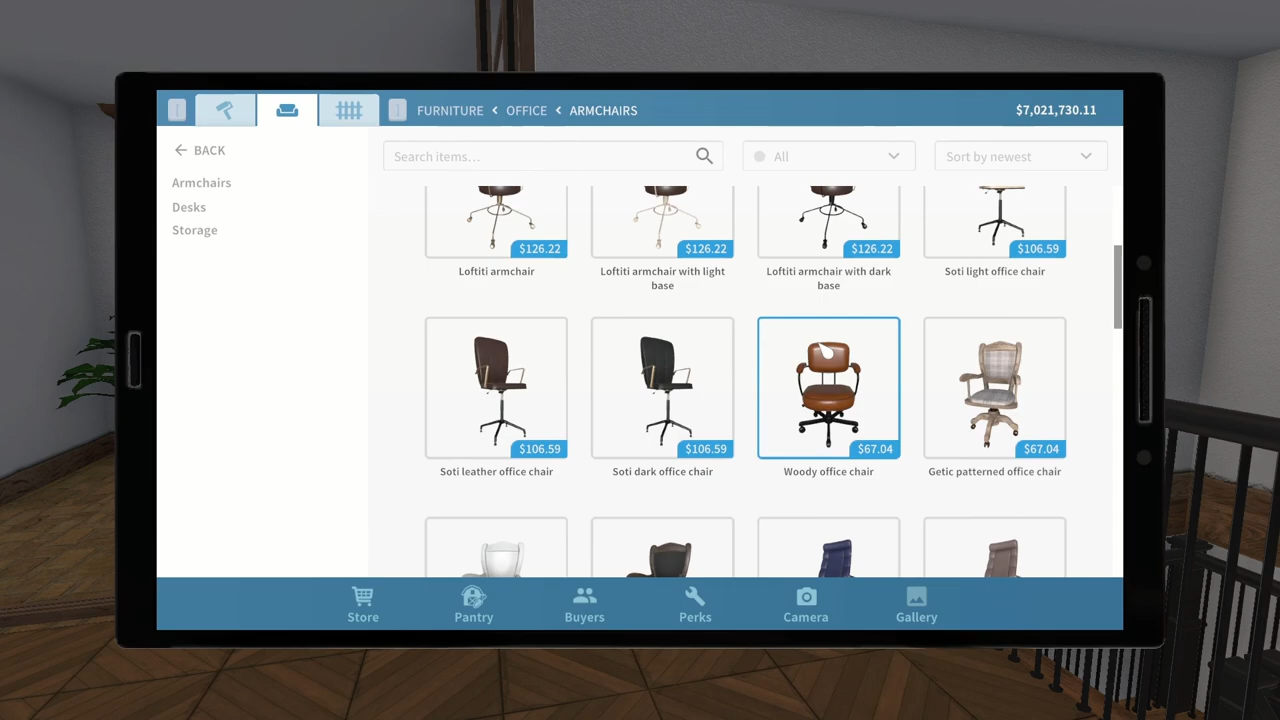 FURNITURE < OFFICE < ARMCHAIRS
$7,021,730.11
BACK
Search items...
All
Sort by newest
Armchairs
Desks
Storage
$126.22
$126.22
$126.22
$106.59
Loftiti armchair
Loftiti armchair with light
base
Loftiti armchair with dark
base
Soti light office chair
$106.59
$106.59
$67.04
$67.04
Soti leather office chair
Soti dark office chair
Woody office chair
Getic patterned office chair
Store
Pantry
Buyers
Perks
Camera
Gallery